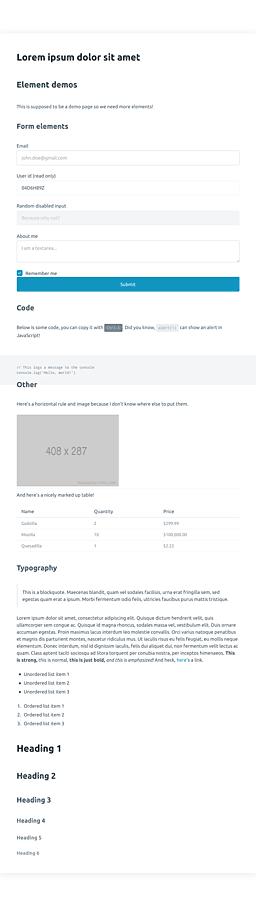 Lorem ipsum dolor sit amet
Element demos
This is supposed to be a demo page so we need more elements!
Form elements
Email
john.doe@gmail.com
User id (read only)
04D6H89Z
Random disabled input
Because why not?
About me
I am a textarea...
Remember me
Submit
Code
Below is some code, you can copy it with Ctrl-C. Did you know, alert(1) can show an alert in
JavaScript?
// This logs a message to the console
console.log('Hello, world!')
Other
Here's a horizontal rule and image because I don't know where else to put them.
408 x 287
And here's a nicely marked up table!
Name Quantity Price
Godzilla 2 $299.99
Mozilla 10 $100,000.00
Quesadilla 1 $2.22
Typography
This is a blockquote. Maecenas blandit, quam vel sodales facilisis, urna erat fringilla sem, sed
egestas quam erat a ipsum. Morbi fermentum odio felis, ut faucibus purus mattis tristique.
Lorem ipsum dolor sit amet, consectetur adipiscing elit. Quisque dictum hendrerit velit, quis
ullamcorper sem congue ac. Quisque id magna rhoncus, sodales massa vel, vestibulum elit. Duis ornare
accumsan egestas. Proin maximus lacus interdum leo molestie convallis. Orci varius natoque penatibus
et magnis dis parturient montes, nascetur ridiculus mus. Ut iaculis risus eu felis feugiat, eu lectus ac neque
elementum. Donec interdum, nisl id dignissim iaculis, felis dui aliquet dui, non fermentum velit lacus ac
quam. Class aptent taciti sociosqu ad litora torquent per conubia nostra, per inceptos himenaeos. This
is strong, this is normal, this is just bold, and this is emphasized! And heck, here's a link.
Unordered list item 1
Unordered list item 2
Unordered list item 3
1. Ordered list item 1
2. Ordered list item 2
3. Ordered list item 3
Heading 1
Heading 2
Heading 3
Heading 4
Heading 5
Heading 6